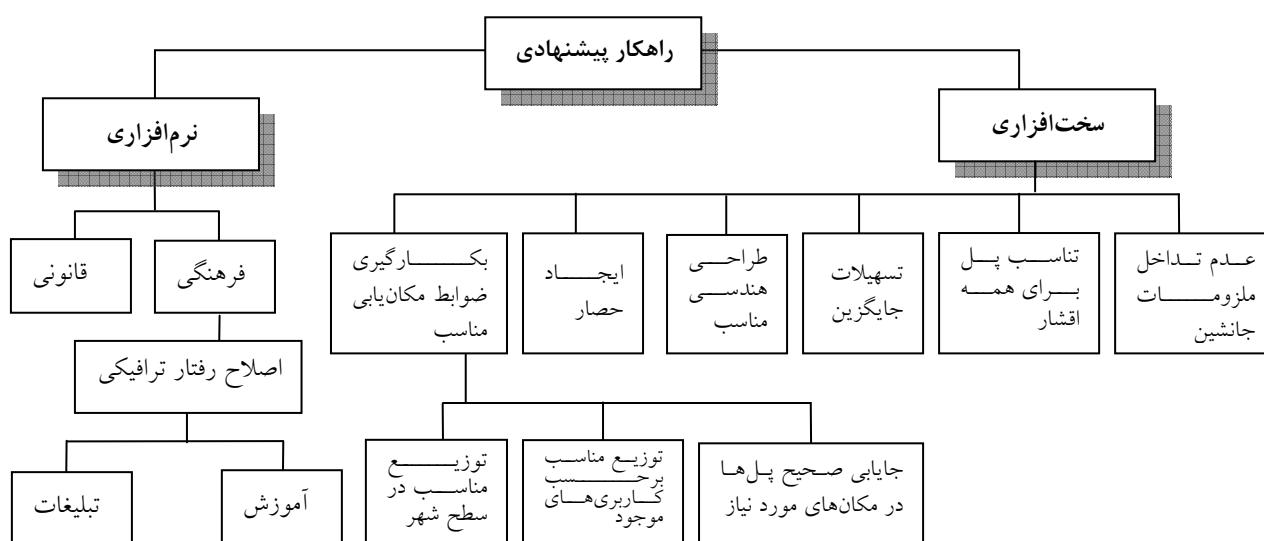 راهکار پیشنهادی
سخت‌افزاری
نرم‌افزاری
عدم تداخل
ملزومات
جانشین
تناسب پل
برای همه
اقشار
تسهیلات
جایگزین
طراحی
هندسی
مناسب
ایجاد
حصار
بکارگیری
ضوابط مکان‌یابی
مناسب
فرهنگی
قانونی
اصلاح رفتار ترافیکی
جایابی صحیح پل‌ها
در مکان‌های مورد نیاز
توزیع مناسب
برحسب
کاربری‌های
موجود
توزیع
مناسب در
سطح شهر
آموزش
تبلیغات